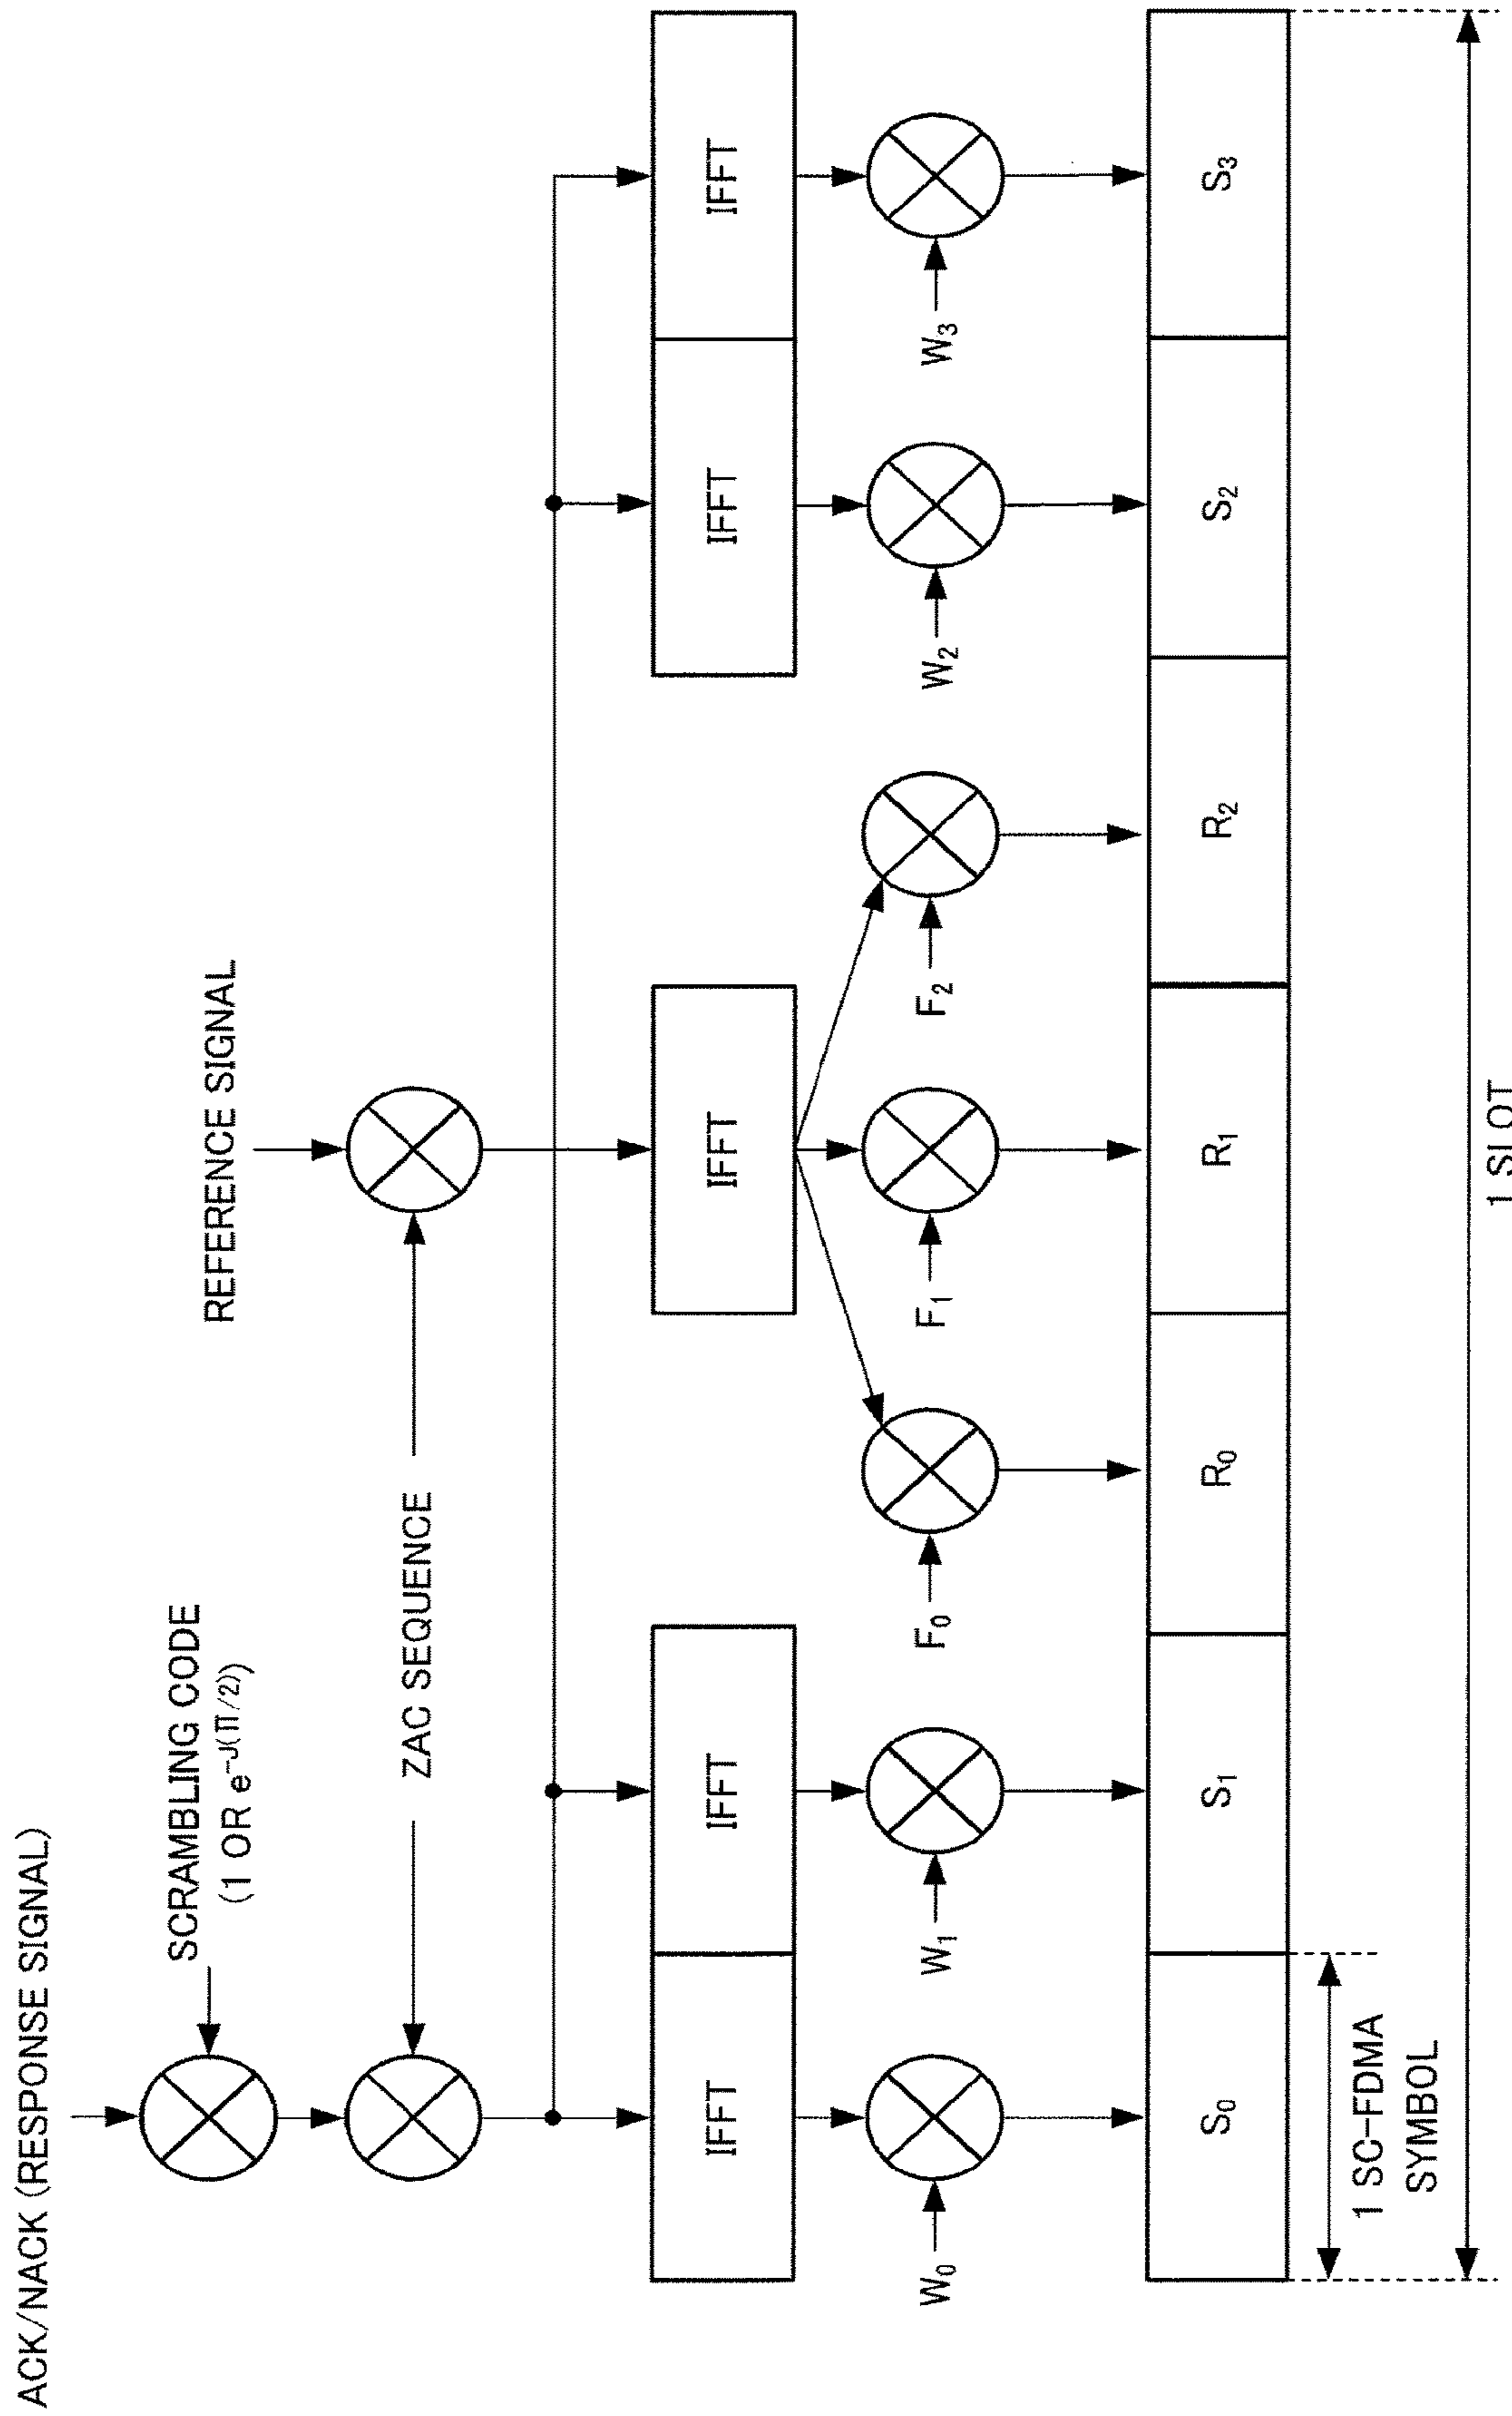 ACK/NACK (RESPONSE SIGNAL)
SCRAMBLING CODE
(1 OR e^-J(Π/2))
REFERENCE SIGNAL
ZAC SEQUENCE
IFFT
IFFT
IFFT
IFFT
IFFT
W0
W1
F0
F1
F2
W2
W3
S0
S1
R0
R1
R2
S2
S3
1 SC-FDMA
SYMBOL
1 SLOT